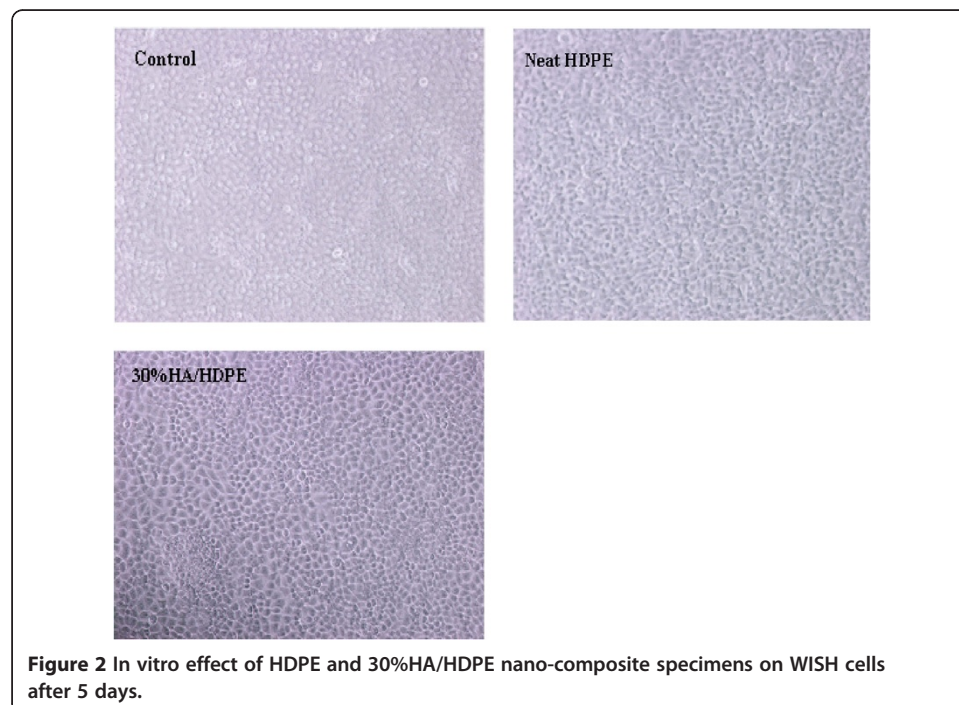 Control
Neat HDPE
30%HA/HDPE
Figure 2 In vitro effect of HDPE and 30%HA/HDPE nano-composite specimens on WISH cells
after 5 days.